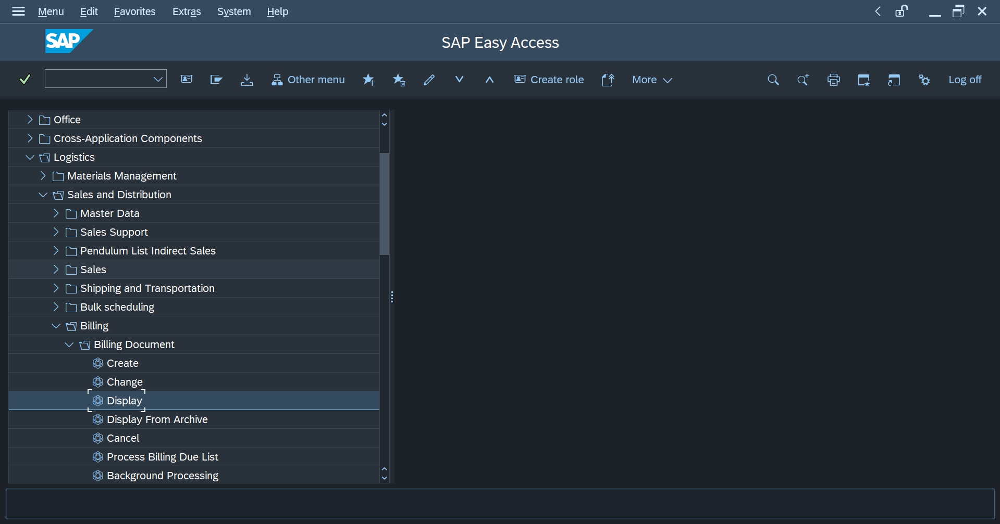 Menu Edit Favorites Extras System Help
SAP SAP Easy Access
Other menu Create role More Log off
Office
Cross-Application Components
Logistics
Materials Management
Sales and Distribution
Master Data
Sales Support
Pendulum List Indirect Sales
Sales
Shipping and Transportation
Bulk scheduling
Billing
Billing Document
Create
Change
Display
Display From Archive
Cancel
Process Billing Due List
Background Processing